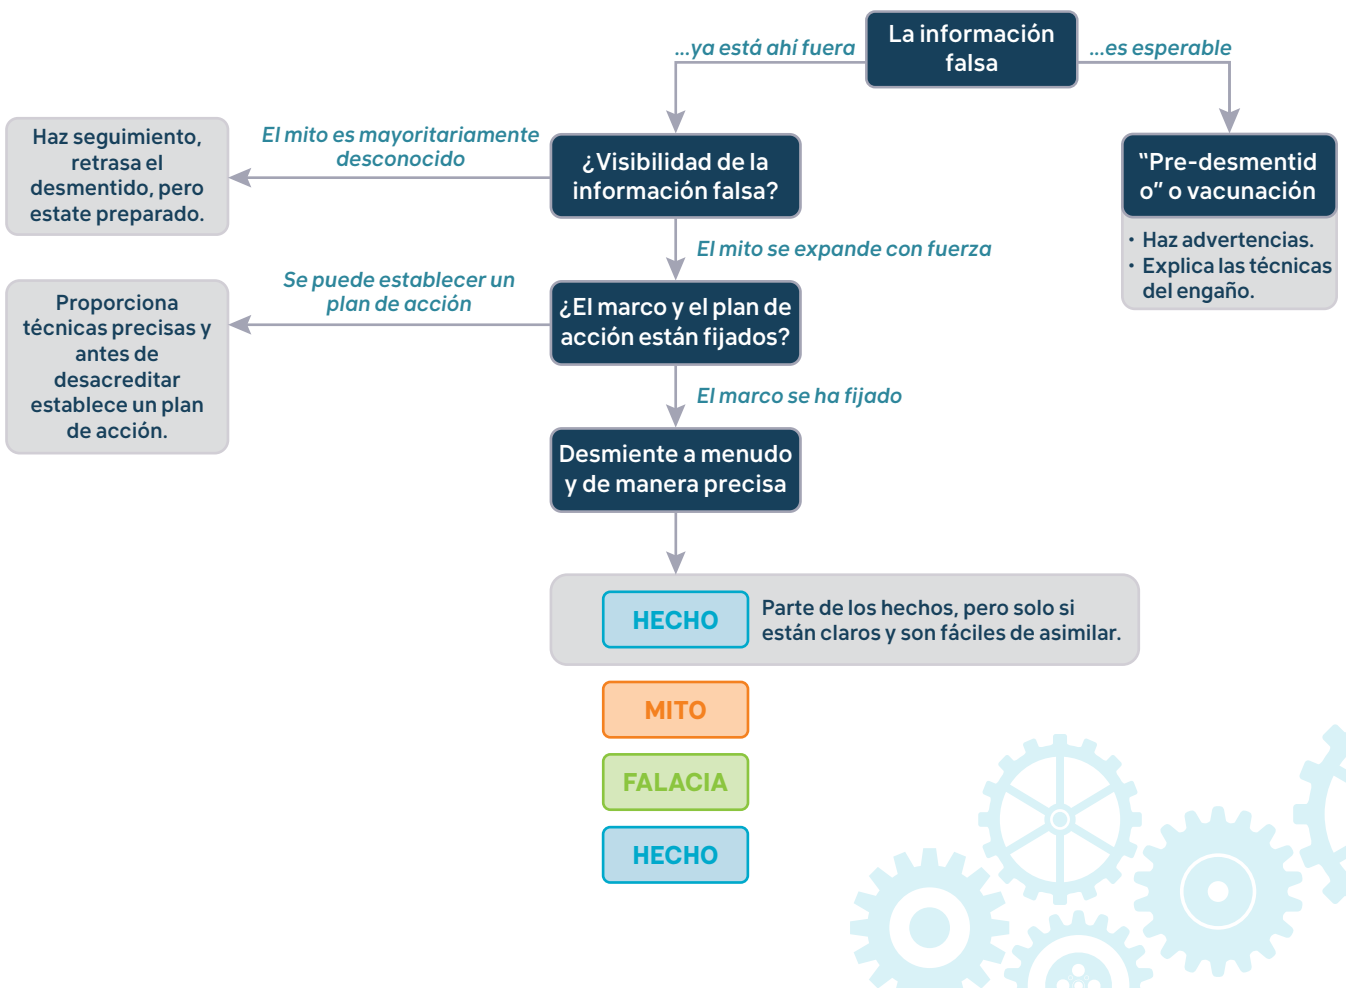 La información
falsa
...ya está ahí fuera
...es esperable
El mito es mayoritariamente
desconocido
Haz seguimiento,
retrasa el
desmentido, pero
estate preparado.
¿Visibilidad de la
información falsa?
"Pre-desmentid
o" o vacunación
· Haz advertencias.
· Explica las técnicas
del engaño.
El mito se expande con fuerza
Se puede establecer un
plan de acción
Proporciona
técnicas precisas y
antes de
desacreditar
establece un plan
de acción.
¿El marco y el plan de
acción están fijados?
El marco se ha fijado
Desmiente a menudo
y de manera precisa
HECHO
Parte de los hechos, pero solo si
están claros y son fáciles de asimilar.
MITO
FALACIA
HECHO